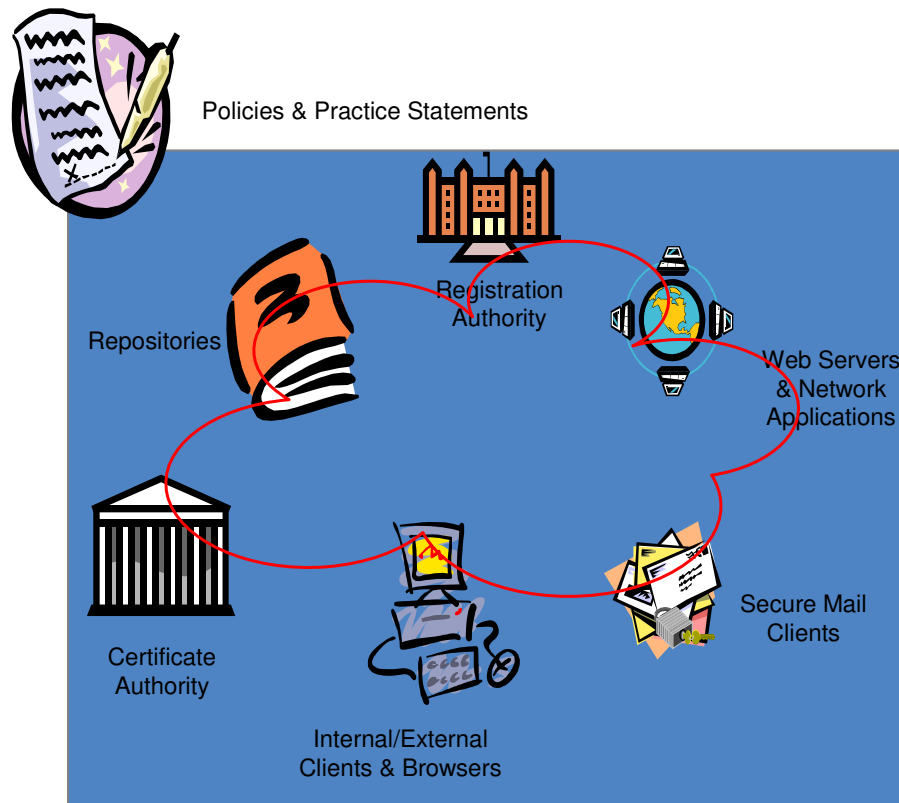 Policies & Practice Statements
Registration
Authority
Repositories
Web Servers
& Network
Applications
Secure Mail
Clients
Certificate
Authority
Internal/External
Clients & Browsers